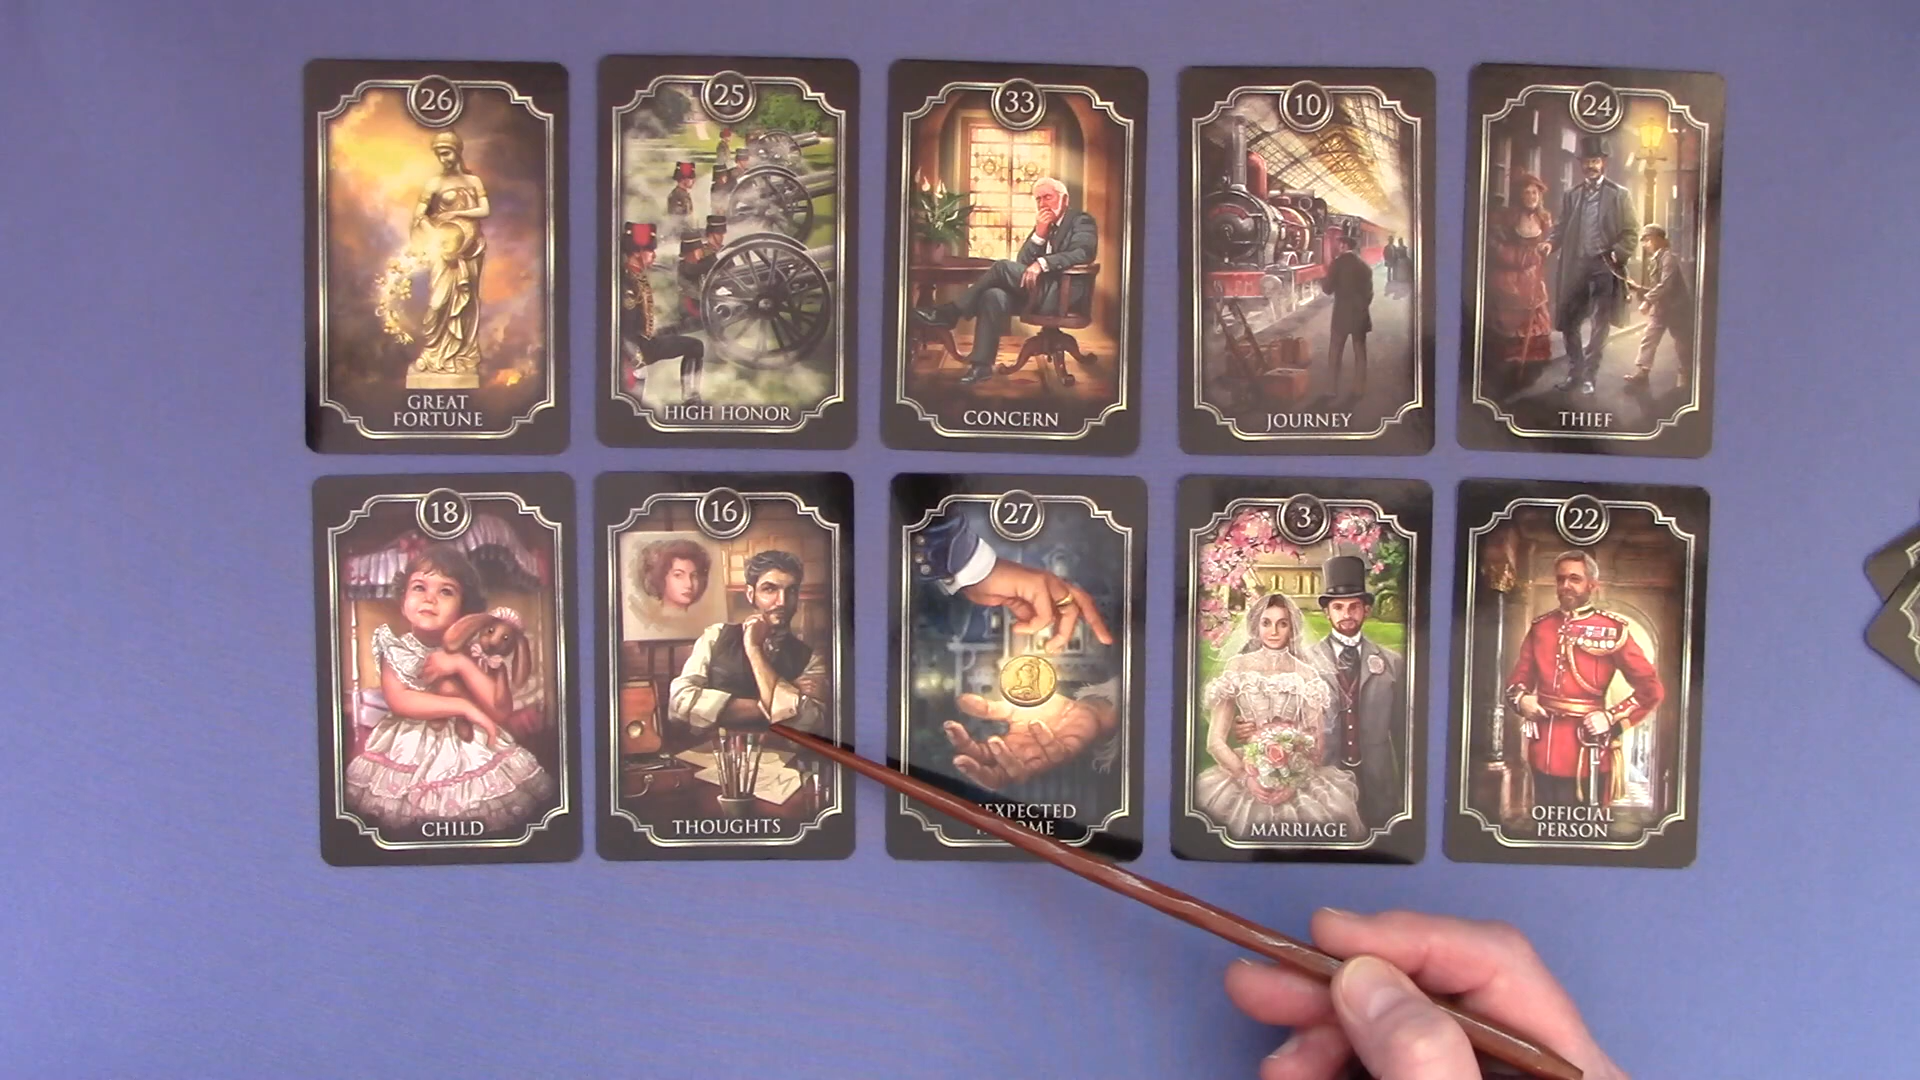 26
GREAT
FORTUNE
25
HIGH HONOR
33
CONCERN
10
JOURNEY
24
THIEF
18
CHILD
16
THOUGHTS
27
3
MARRIAGE
22
OFFICIAL
PERSON